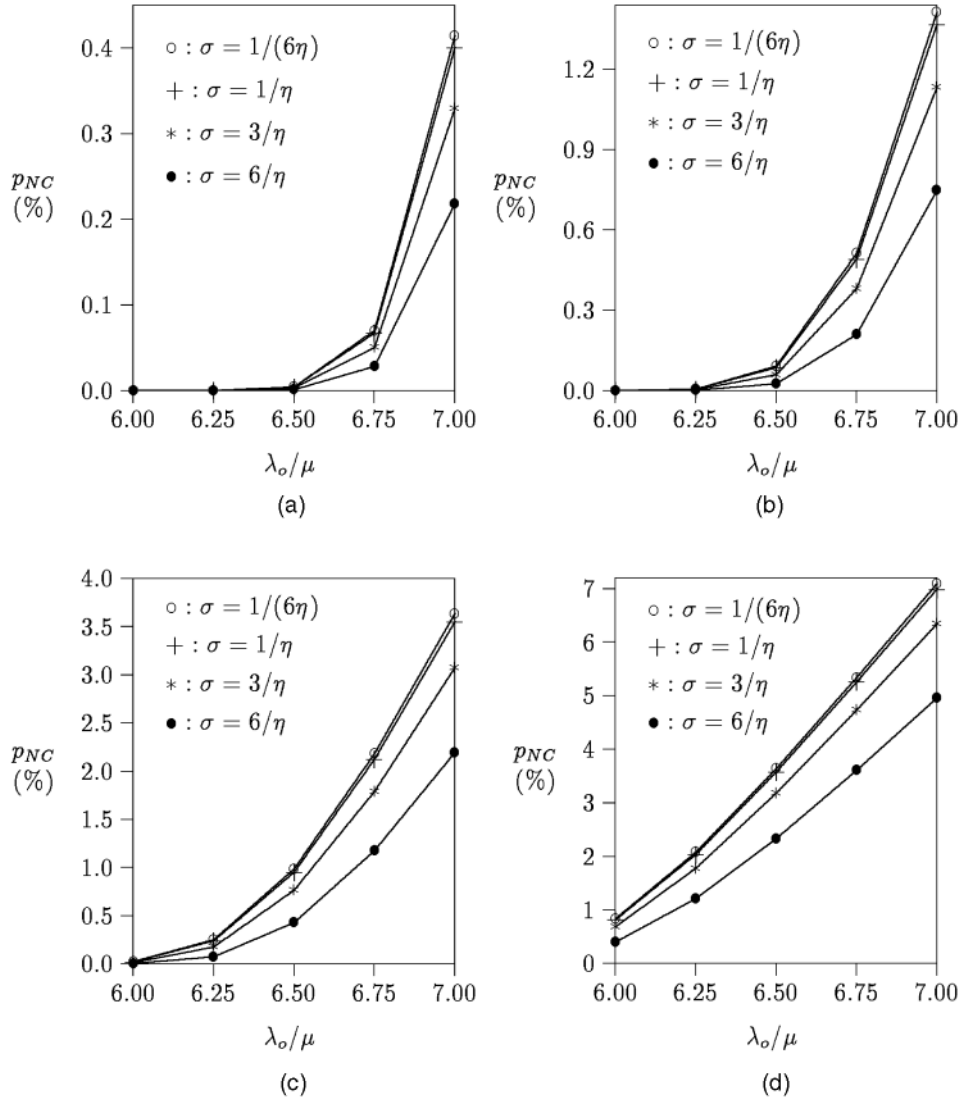 0.4
0.3
0.2
0.1
0.0
p_NC
(%)
○ : σ = 1/(6η)
+ : σ = 1/η
* : σ = 3/η
● : σ = 6/η
6.00 6.25 6.50 6.75 7.00
λ_o/μ
(a)
1.2
0.9
0.6
0.3
0.0
p_NC
(%)
○ : σ = 1/(6η)
+ : σ = 1/η
* : σ = 3/η
● : σ = 6/η
6.00 6.25 6.50 6.75 7.00
λ_o/μ
(b)
4.0
3.5
3.0
2.5
2.0
1.5
1.0
0.5
0.0
p_NC
(%)
○ : σ = 1/(6η)
+ : σ = 1/η
* : σ = 3/η
● : σ = 6/η
6.00 6.25 6.50 6.75 7.00
λ_o/μ
(c)
7
6
5
4
3
2
1
0
p_NC
(%)
○ : σ = 1/(6η)
+ : σ = 1/η
* : σ = 3/η
● : σ = 6/η
6.00 6.25 6.50 6.75 7.00
λ_o/μ
(d)